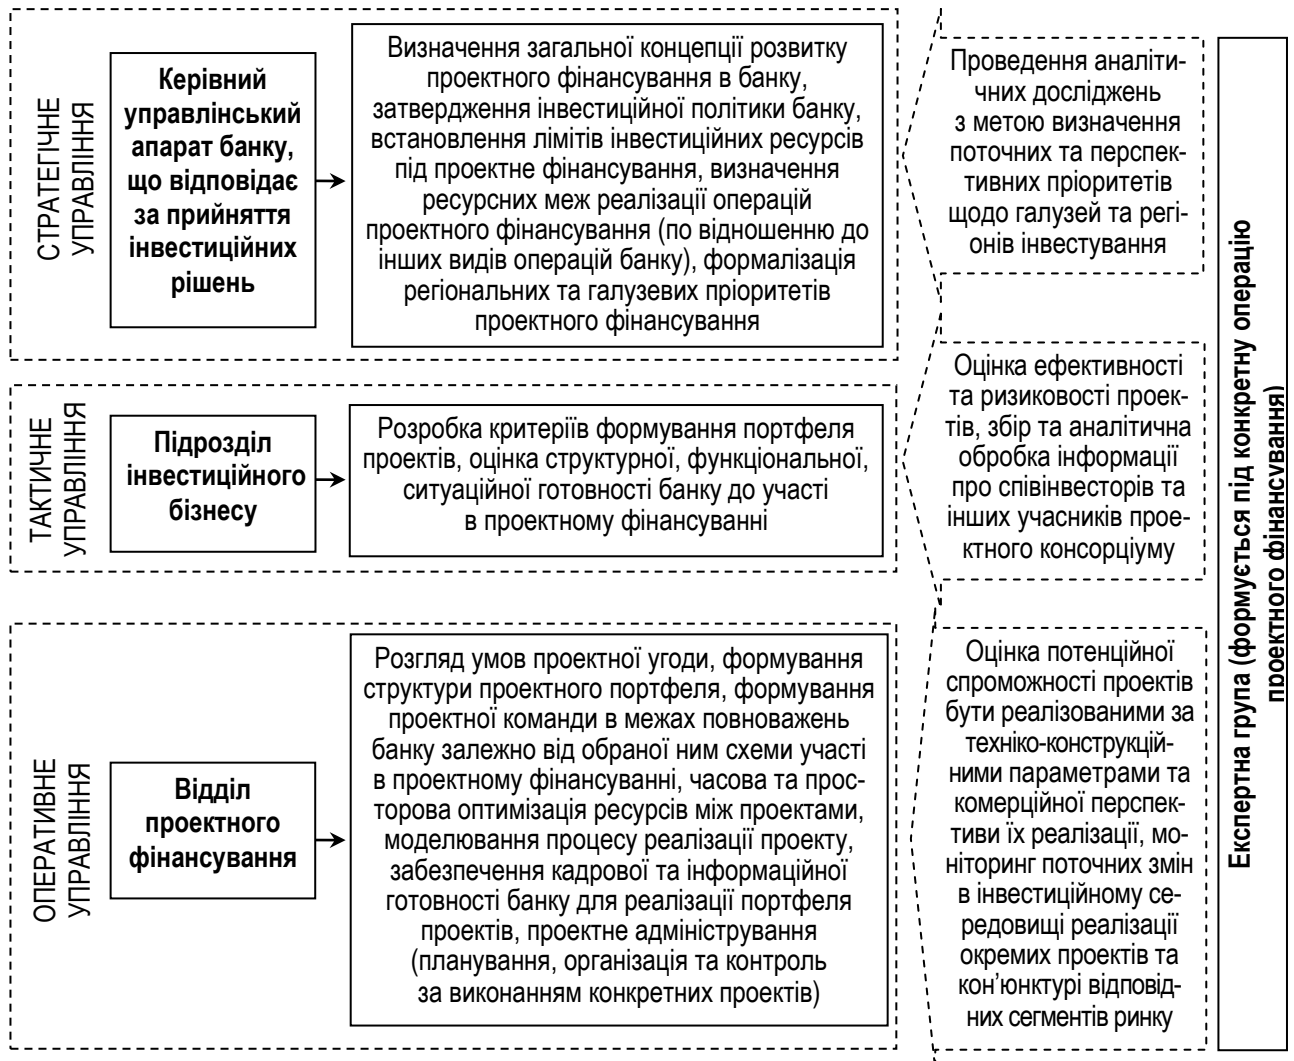 СТРАТЕГІЧНЕ
УПРАВЛІННЯ
Керівний
управлінський
апарат банку,
що відповідає
за прийняття
інвестиційних
рішень
Визначення загальної концепції розвитку
проектного фінансування в банку,
затвердження інвестиційної політики банку,
встановлення лімітів інвестиційних ресурсів
під проектне фінансування, визначення
ресурсних меж реалізації операцій
проектного фінансування (по відношенню до
інших видів операцій банку), формалізація
регіональних та галузевих пріоритетів
проектного фінансування
Проведення аналіти-
чних досліджень
з метою визначення
поточних та перспек-
тивних пріоритетів
щодо галузей та регі-
онів інвестування
ТАКТИЧНЕ
УПРАВЛІННЯ
Підрозділ
інвестиційного
бізнесу
Розробка критеріїв формування портфеля
проектів, оцінка структурної, функціональної,
ситуаційної готовності банку до участі
в проектному фінансуванні
Оцінка ефективності
та ризиковості проек-
тів, збір та аналітична
обробка інформації
про співінвесторів та
інших учасників прое-
ктного консорціуму
ОПЕРАТИВНЕ
УПРАВЛІННЯ
Відділ
проектного
фінансування
Розгляд умов проектної угоди, формування
структури проектного портфеля, формування
проектної команди в межах повноважень
банку залежно від обраної ним схеми участі
в проектному фінансуванні, часова та прос-
торова оптимізація ресурсів між проектами,
моделювання процесу реалізації проекту,
забезпечення кадрової та інформаційної
готовності банку для реалізації портфеля
проектів, проектне адміністрування
(планування, організація та контроль
за виконанням конкретних проектів)
Оцінка потенційної
спроможності проектів
бути реалізованими за
техніко-конструкцій-
ними параметрами та
комерційної перспек-
тиви їх реалізації, мо-
ніторинг поточних змін
в інвестиційному се-
редовищі реалізації
окремих проектів та
кон’юнктурі відповід-
них сегментів ринку
Експертна група (формується під конкретну операцію
проектного фінансування)